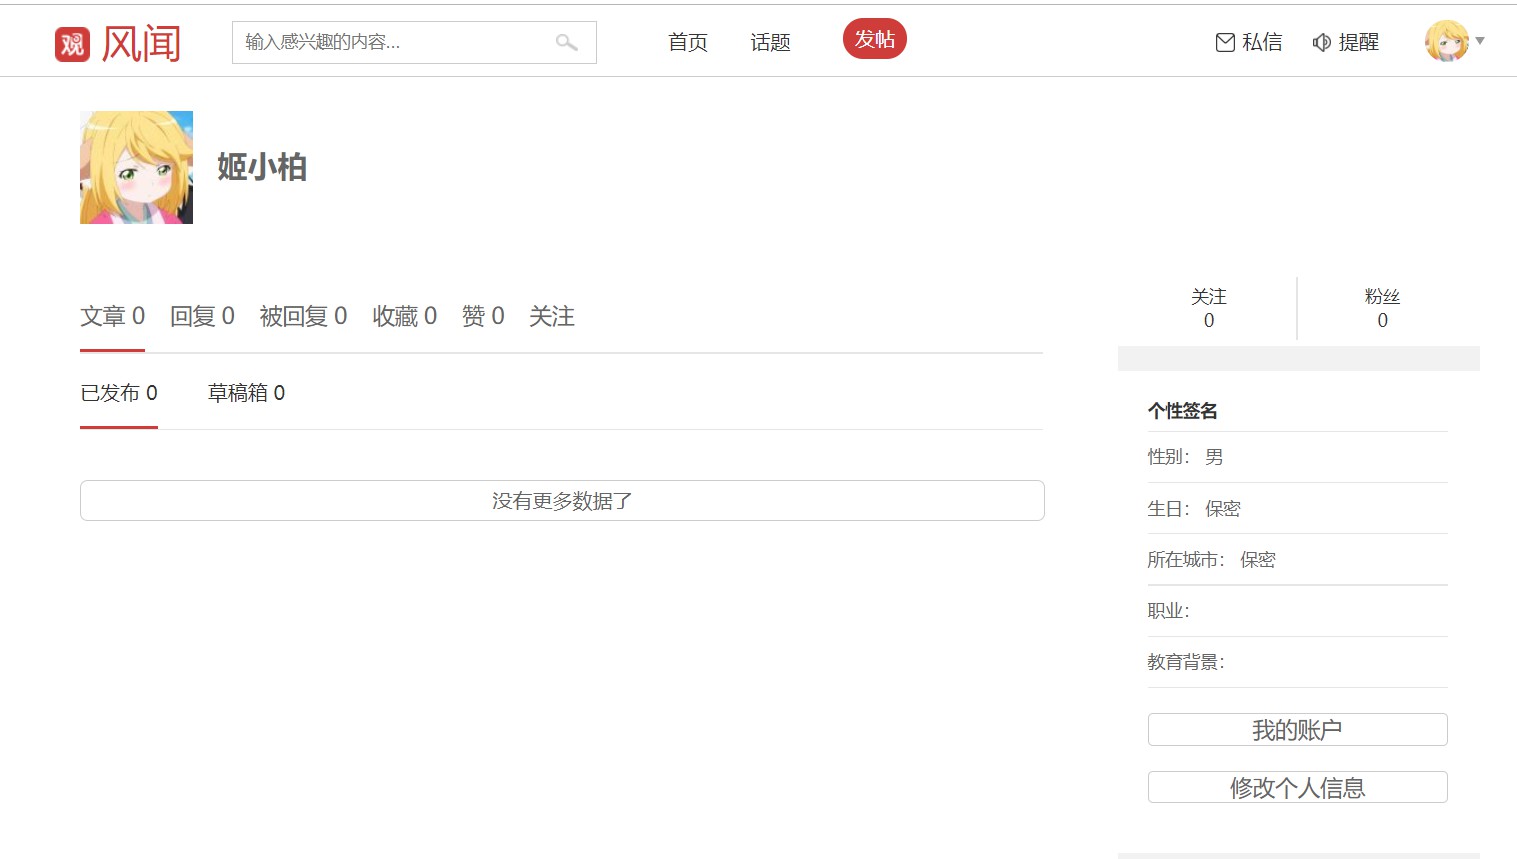 观 风闻 输入感兴趣的内容... 首页 话题 发帖 私信 提醒
姬小柏
文章 0 回复 0 被回复 0 收藏 0 赞 0 关注
关注 粉丝
0 0
已发布 0 草稿箱 0
没有更多数据了
个性签名
性别： 男
生日： 保密
所在城市： 保密
职业：
教育背景：
我的账户
修改个人信息